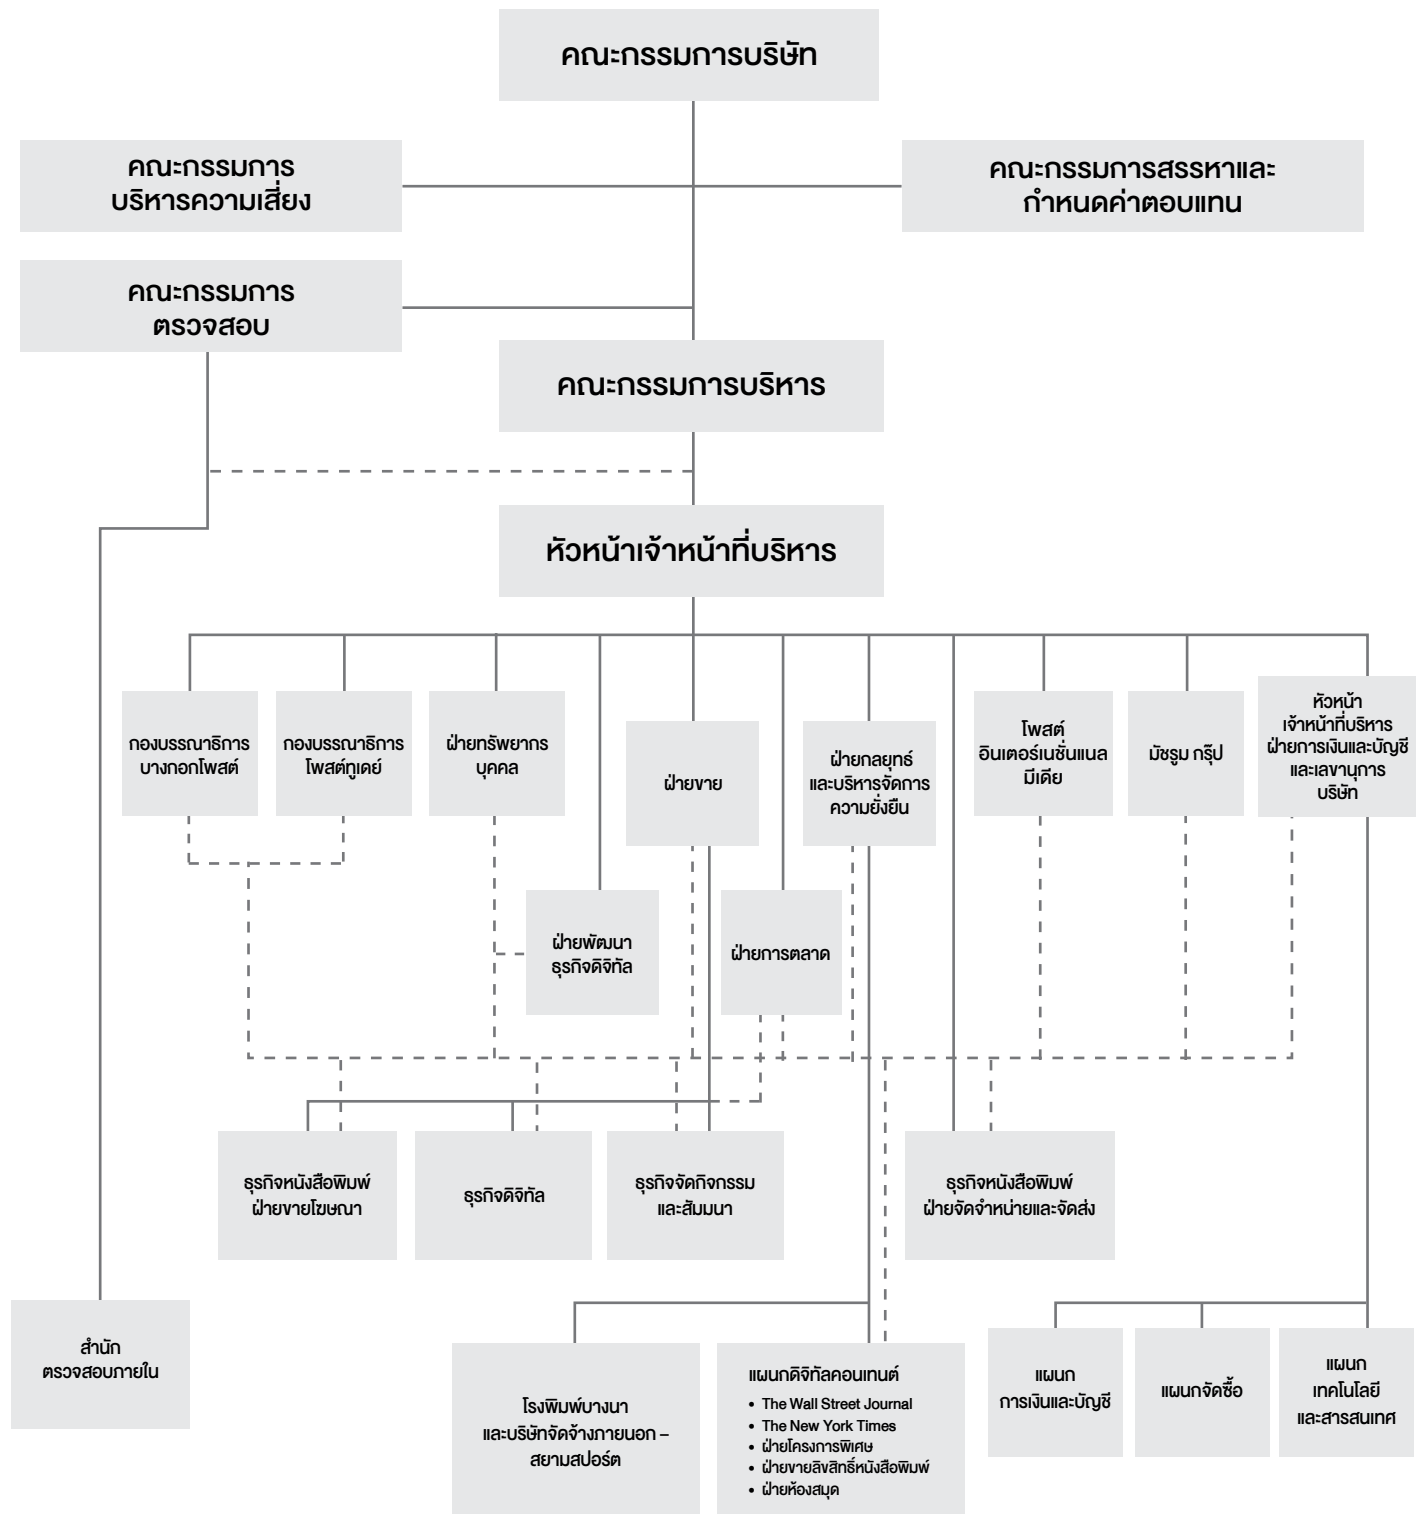 คณะกรรมการบริษัท
คณะกรรมการ
บริหารความเสี่ยง
คณะกรรมการสรรหาและ
กำหนดค่าตอบแทน
คณะกรรมการ
ตรวจสอบ
คณะกรรมการบริหาร
หัวหน้าเจ้าหน้าที่บริหาร
กองบรรณาธิการ
บางกอกโพสต์
กองบรรณาธิการ
โพสต์ทูเดย์
ฝ่ายทรัพยากร
บุคคล
ฝ่ายขาย
ฝ่ายกลยุทธ์
และบริหารจัดการ
ความยั่งยืน
โพสต์
อินเตอร์เนชั่นแนล
มีเดีย
มัชรูม กรุ๊ป
หัวหน้า
เจ้าหน้าที่บริหาร
ฝ่ายการเงินและบัญชี
และเลขานุการ
บริษัท
ฝ่ายพัฒนา
ธุรกิจดิจิทัล
ฝ่ายการตลาด
ธุรกิจหนังสือพิมพ์
ฝ่ายขายโฆษณา
ธุรกิจดิจิทัล
ธุรกิจจัดกิจกรรม
และสัมมนา
ธุรกิจหนังสือพิมพ์
ฝ่ายจัดจำหน่ายและจัดส่ง
สำนัก
ตรวจสอบภายใน
โรงพิมพ์บางนา
และบริษัทจัดจ้างภายนอก –
สยามสปอร์ต
แผนกดิจิทัลคอนเทนต์
• The Wall Street Journal
• The New York Times
• ฝ่ายโครงการพิเศษ
• ฝ่ายขายลิขสิทธิ์หนังสือพิมพ์
• ฝ่ายห้องสมุด
แผนก
การเงินและบัญชี
แผนกจัดซื้อ
แผนก
เทคโนโลยี
และสารสนเทศ